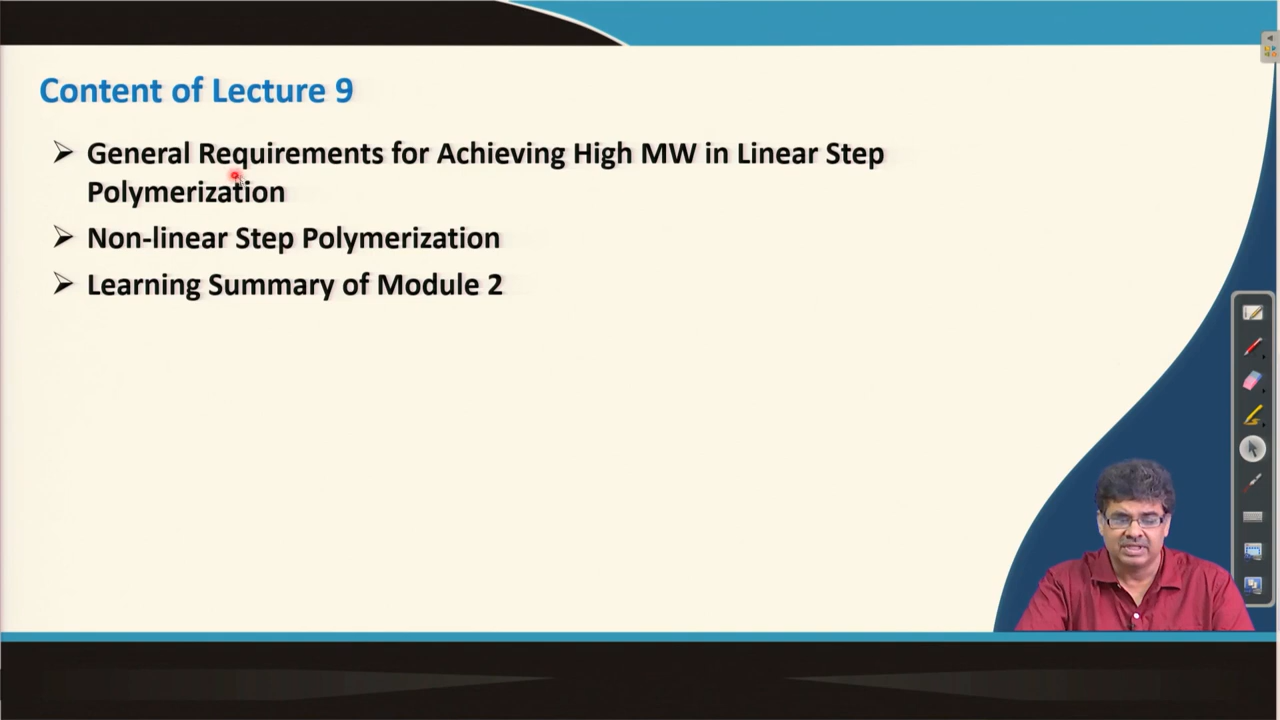 Content of Lecture 9
General Requirements for Achieving High MW in Linear Step
Polymerization
Non-linear Step Polymerization
Learning Summary of Module 2